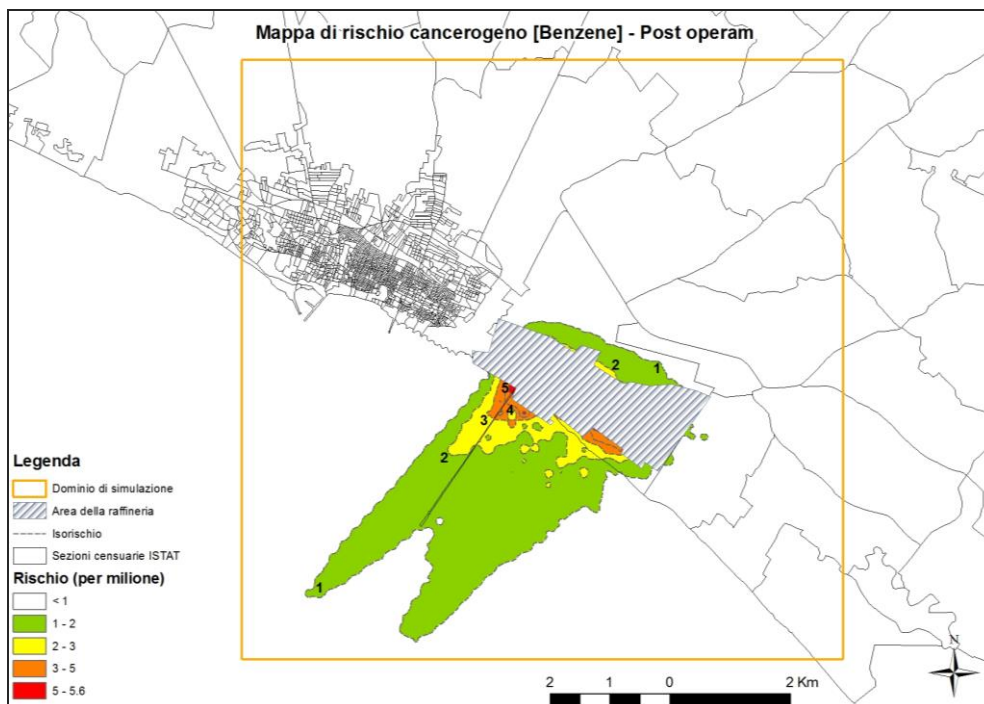 Mappa di rischio cancerogeno [Benzene] - Post operam
2
1
5
4
3
2
1
Legenda
Dominio di simulazione
Area della raffineria
Isorischio
Sezioni censuarie ISTAT
Rischio (per milione)
< 1
1 - 2
2 - 3
3 - 5
5 - 5.6
N
2 1 0 2 Km